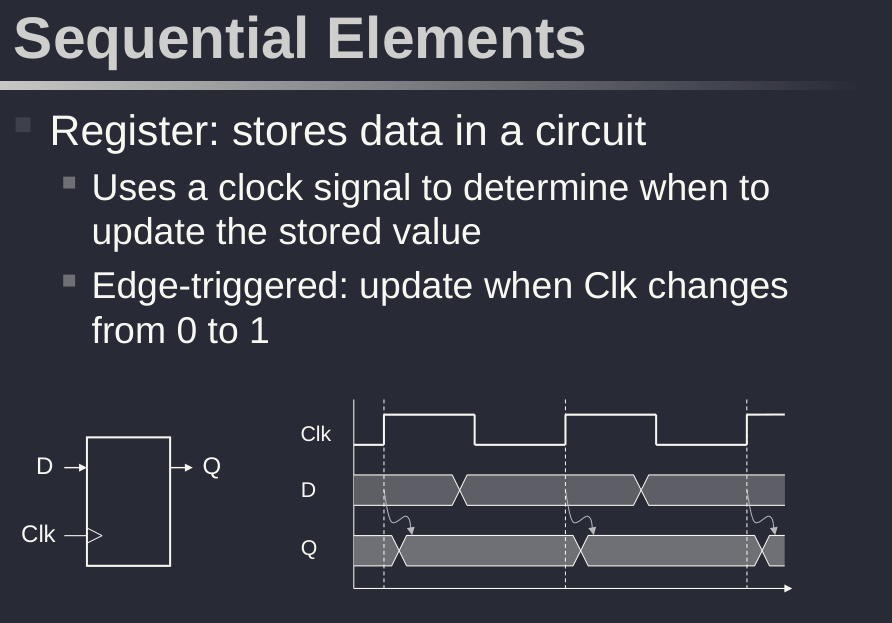 Sequential Elements
Register: stores data in a circuit
Uses a clock signal to determine when to
update the stored value
Edge-triggered: update when Clk changes
from 0 to 1
D
Q
Clk
Clk
D
Q